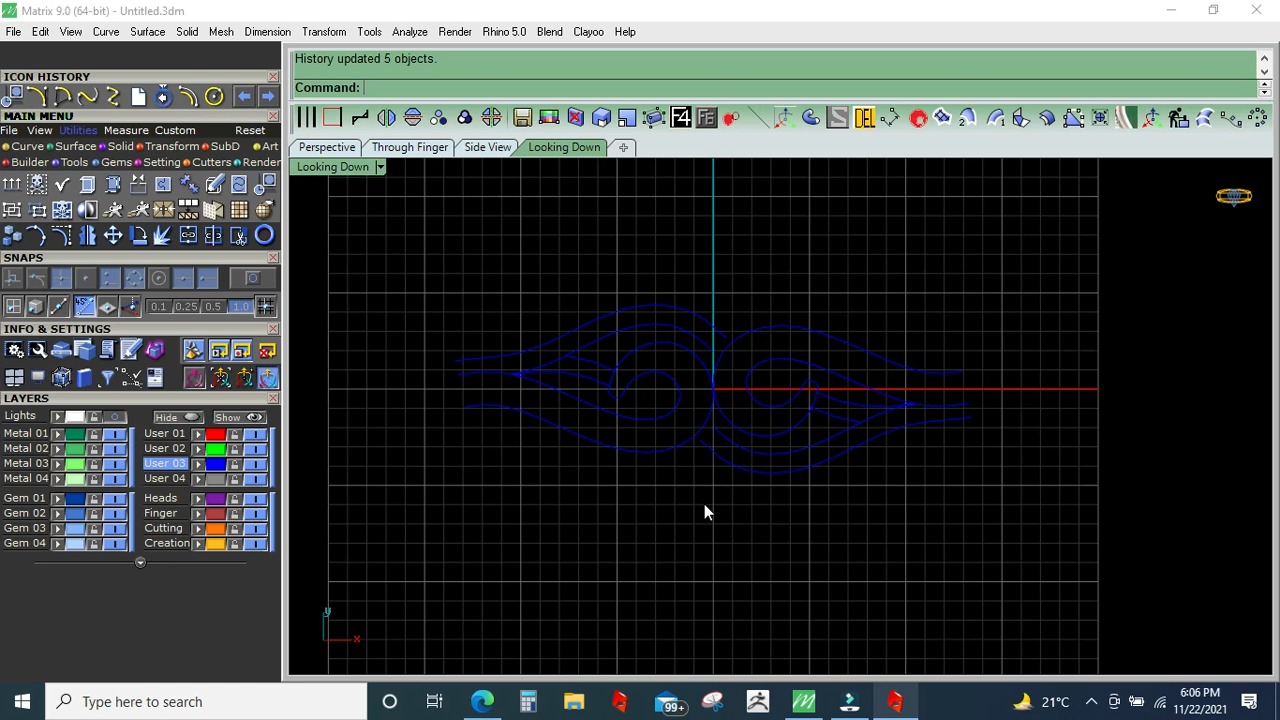 Matrix 9.0 (64-bit) - Untitled.3dm
File Edit View Curve Surface Solid Mesh Dimension Transform Tools Analyze Render Rhino 5.0 Blend Clayoo Help
ICON HISTORY
History updated 5 objects.
Command:
MAIN MENU
File View Utilities Measure Custom Reset
Curve Surface Solid Transform SubD Art
Builder Tools Gems Setting Cutters Render
F4 F6 DEL
Perspective Through Finger Side View Looking Down
Looking Down
SNAPS
45° 0.1 0.25 0.5 1.0
INFO & SETTINGS
LAYERS
Lights Hide Show
Metal 01 User 01
Metal 02 User 02
Metal 03 User 03
Metal 04 User 04
Gem 01 Heads
Gem 02 Finger
Gem 03 Cutting
Gem 04 Creation
y
x
Type here to search
99+
21°C
6:06 PM
11/22/2021